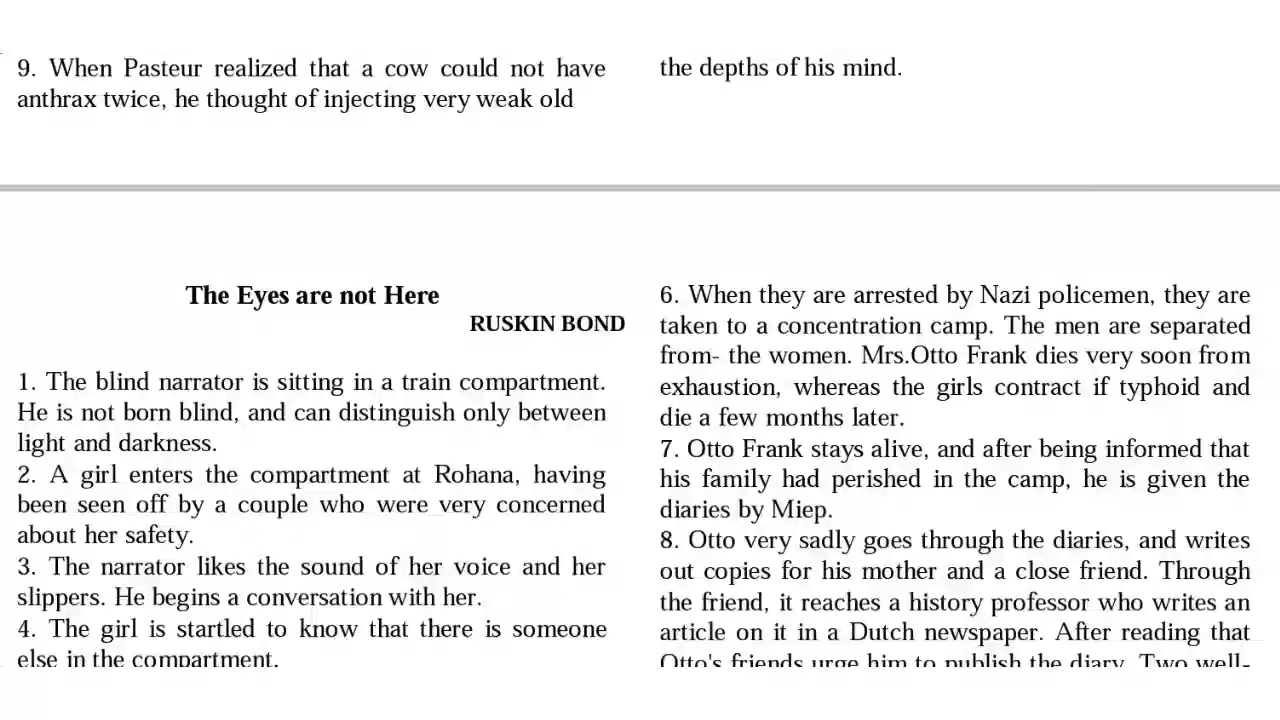 9. When Pasteur realized that a cow could not have
anthrax twice, he thought of injecting very weak old
the depths of his mind.
The Eyes are not Here
RUSKIN BOND
1. The blind narrator is sitting in a train compartment.
He is not born blind, and can distinguish only between
light and darkness.
2. A girl enters the compartment at Rohana, having
been seen off by a couple who were very concerned
about her safety.
3. The narrator likes the sound of her voice and her
slippers. He begins a conversation with her.
4. The girl is startled to know that there is someone
else in the compartment.
6. When they are arrested by Nazi policemen, they are
taken to a concentration camp. The men are separated
from- the women. Mrs.Otto Frank dies very soon from
exhaustion, whereas the girls contract if typhoid and
die a few months later.
7. Otto Frank stays alive, and after being informed that
his family had perished in the camp, he is given the
diaries by Miep.
8. Otto very sadly goes through the diaries, and writes
out copies for his mother and a close friend. Through
the friend, it reaches a history professor who writes an
article on it in a Dutch newspaper. After reading that
Otto's friends urge him to publish the diary. Two well-